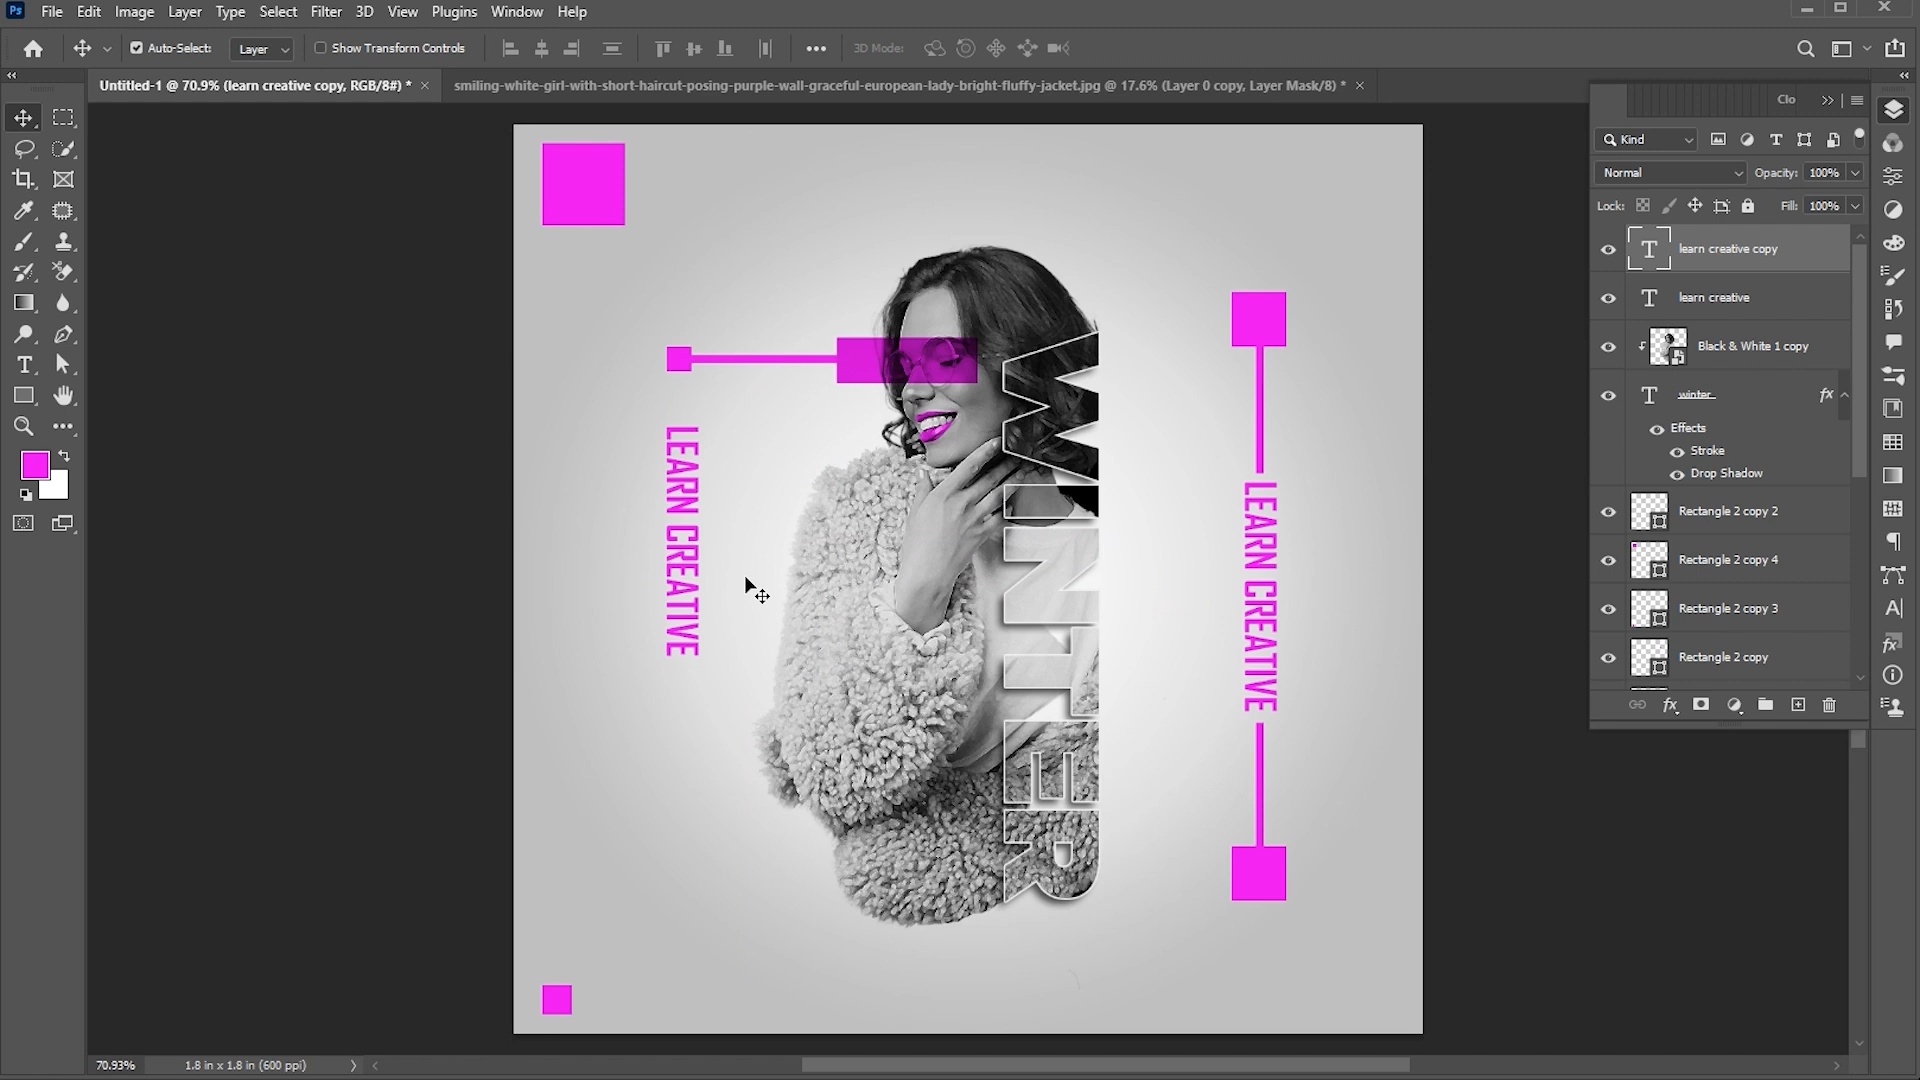 Ps File Edit Image Layer Type Select Filter 3D View Plugins Window Help
Auto-Select: Layer Show Transform Controls 3D Mode:
Untitled-1 @ 70.9% (learn creative copy, RGB/8#) * smiling-white-girl-with-short-haircut-posing-purple-wall-graceful-european-lady-bright-fluffy-jacket.jpg @ 17.6% (Layer 0 copy, Layer Mask/8) *
Clo
Kind
Normal Opacity: 100%
Lock: Fill: 100%
learn creative copy
learn creative
Black & White 1 copy
winter fx
Effects
Stroke
Drop Shadow
Rectangle 2 copy 2
Rectangle 2 copy 4
Rectangle 2 copy 3
Rectangle 2 copy
LEARN CREATIVE
WINTER
LEARN CREATIVE
70.93% 1.8 in x 1.8 in (600 ppi)